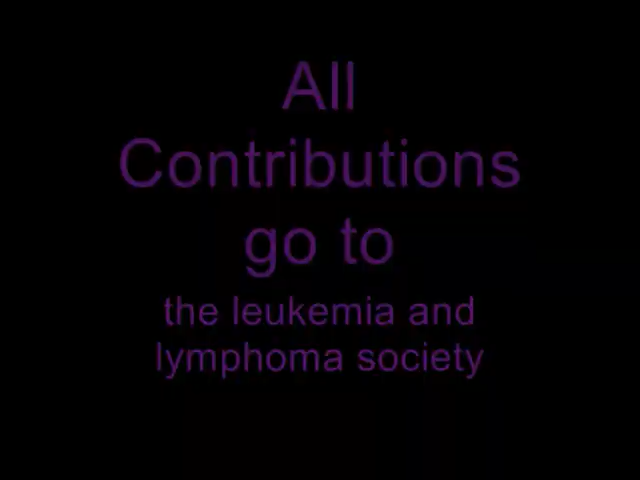 All
Contributions
go to
the leukemia and
lymphoma society